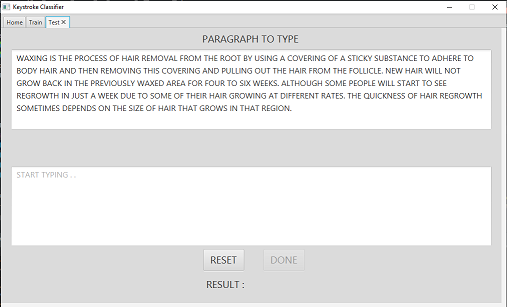 Keystroke Classifier
Home Train Test
PARAGRAPH TO TYPE
WAXING IS THE PROCESS OF HAIR REMOVAL FROM THE ROOT BY USING A COVERING OF A STICKY SUBSTANCE TO ADHERE TO
BODY HAIR AND THEN REMOVING THIS COVERING AND PULLING OUT THE HAIR FROM THE FOLLICLE. NEW HAIR WILL NOT
GROW BACK IN THE PREVIOUSLY WAXED AREA FOR FOUR TO SIX WEEKS. ALTHOUGH SOME PEOPLE WILL START TO SEE
REGROWTH IN JUST A WEEK DUE TO SOME OF THEIR HAIR GROWING AT DIFFERENT RATES. THE QUICKNESS OF HAIR REGROWTH
SOMETIMES DEPENDS ON THE SIZE OF HAIR THAT GROWS IN THAT REGION.
START TYPING . .
RESET DONE
RESULT :